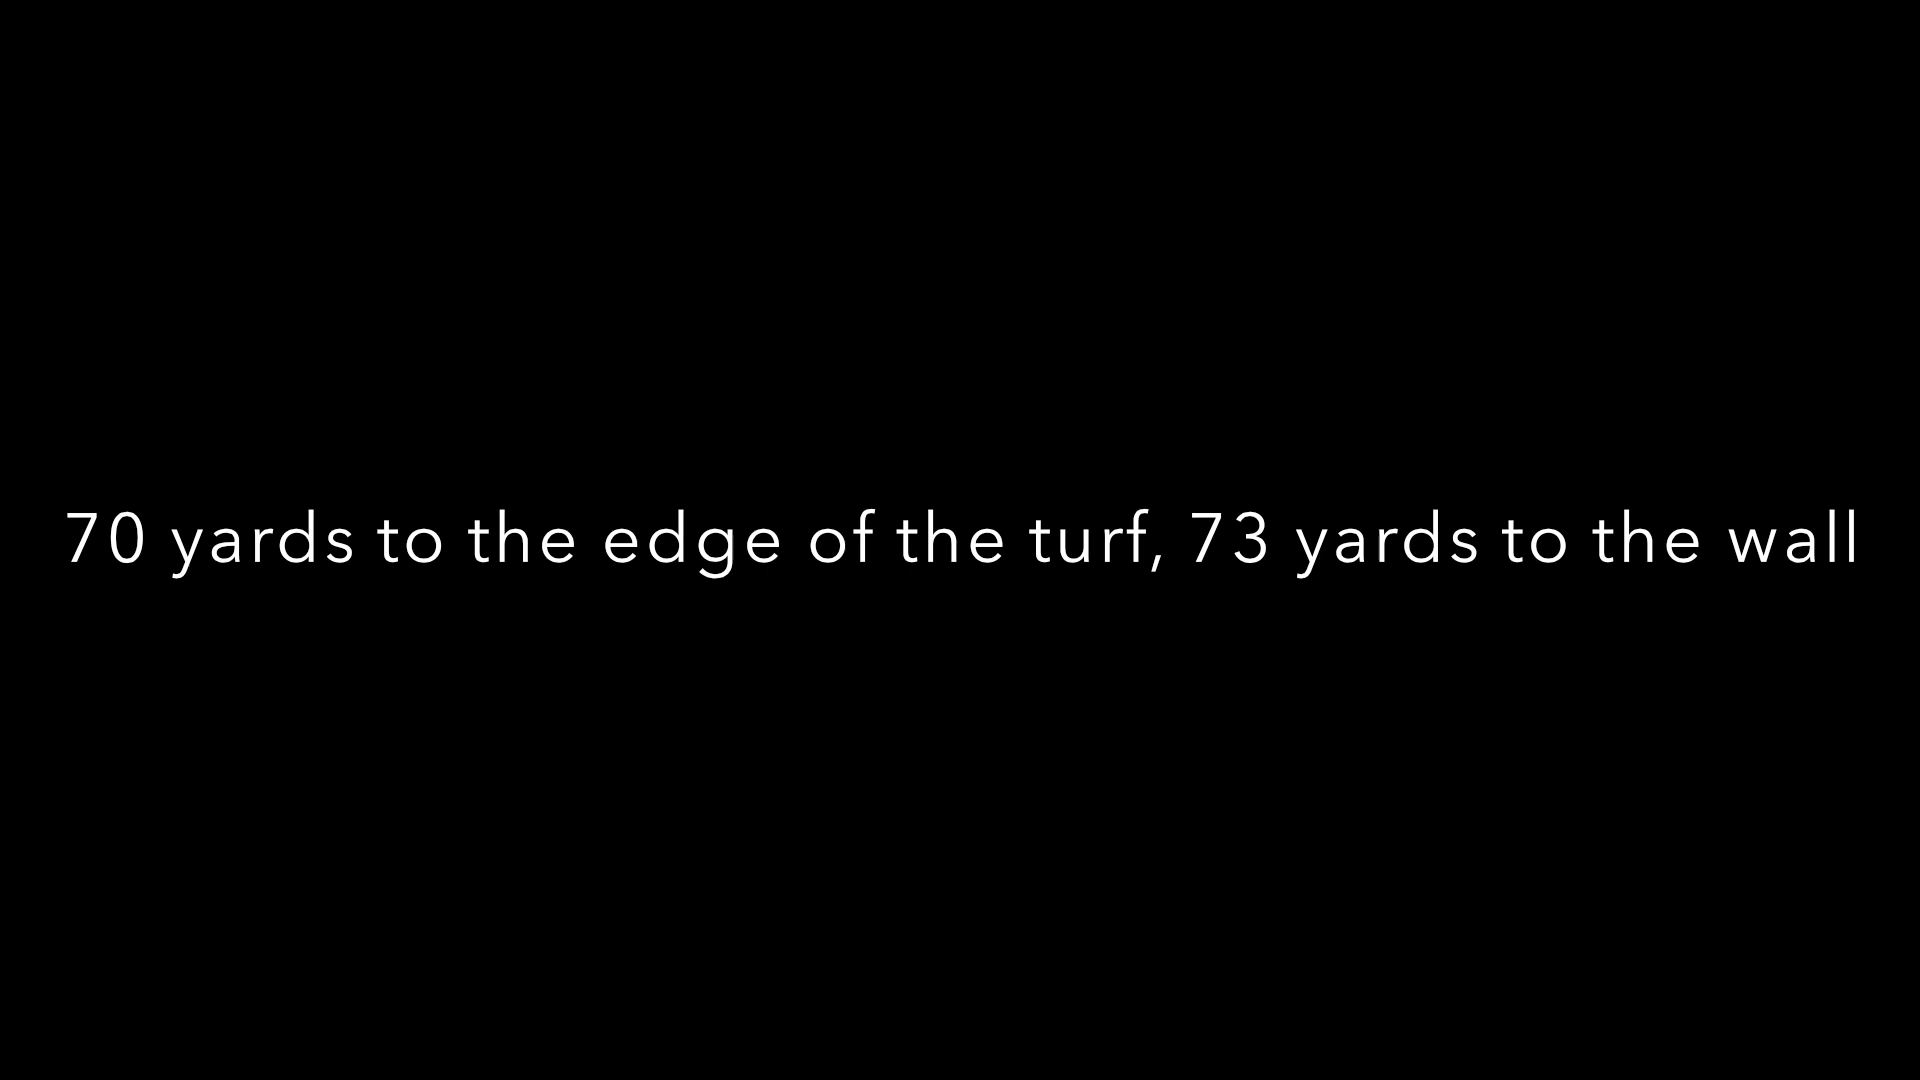 70 yards to the edge of the turf, 73 yards to the wall